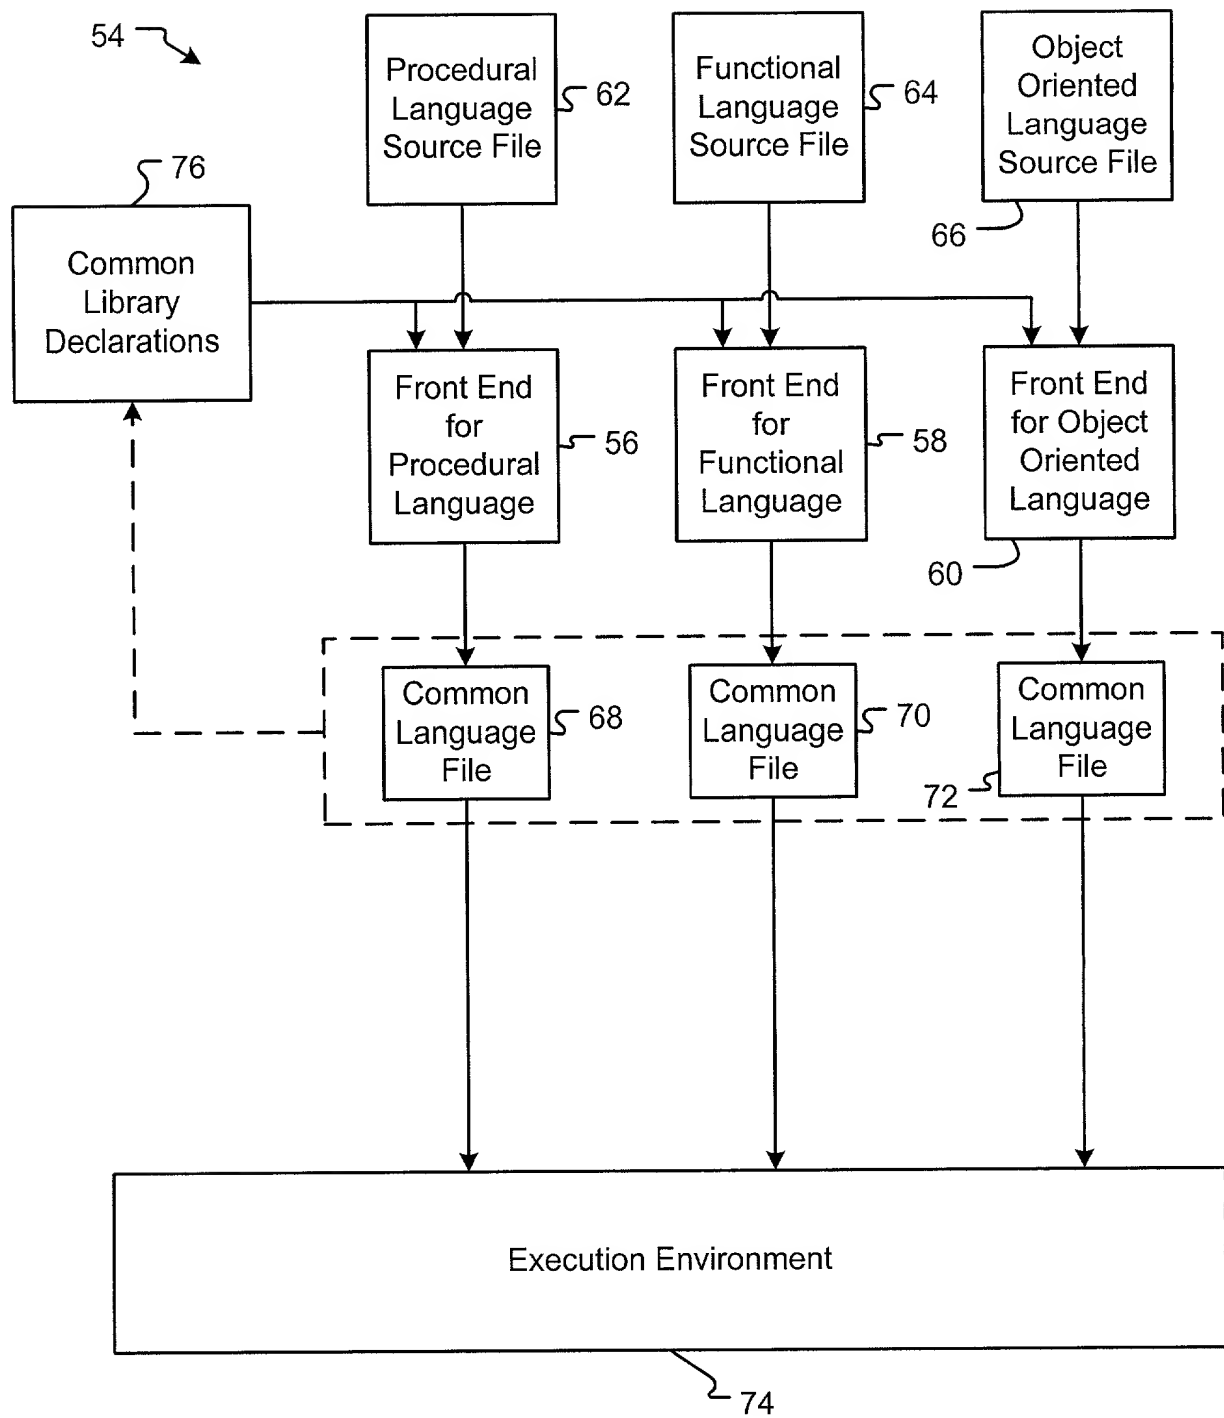 54
Procedural
Language
Source File
62
Functional
Language
Source File
64
Object
Oriented
Language
Source File
66
76
Common
Library
Declarations
Front End
for
Procedural
Language
56
Front End
for
Functional
Language
58
Front End
for Object
Oriented
Language
60
Common
Language
File
68
Common
Language
File
70
Common
Language
File
72
Execution Environment
74